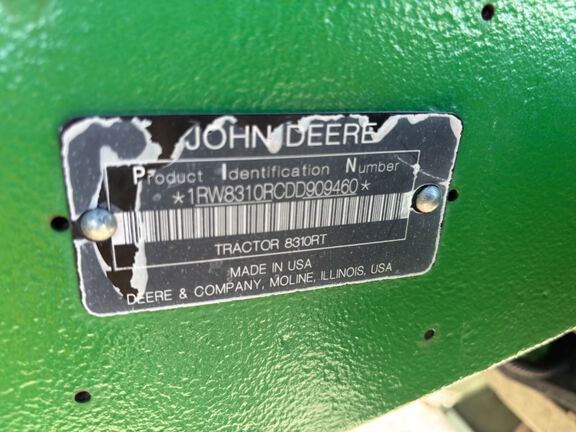 JOHN DEERE
Product Identification Number
*1RW8310RCDD909460*
TRACTOR 8310RT
MADE IN USA
DEERE & COMPANY, MOLINE, ILLINOIS, USA